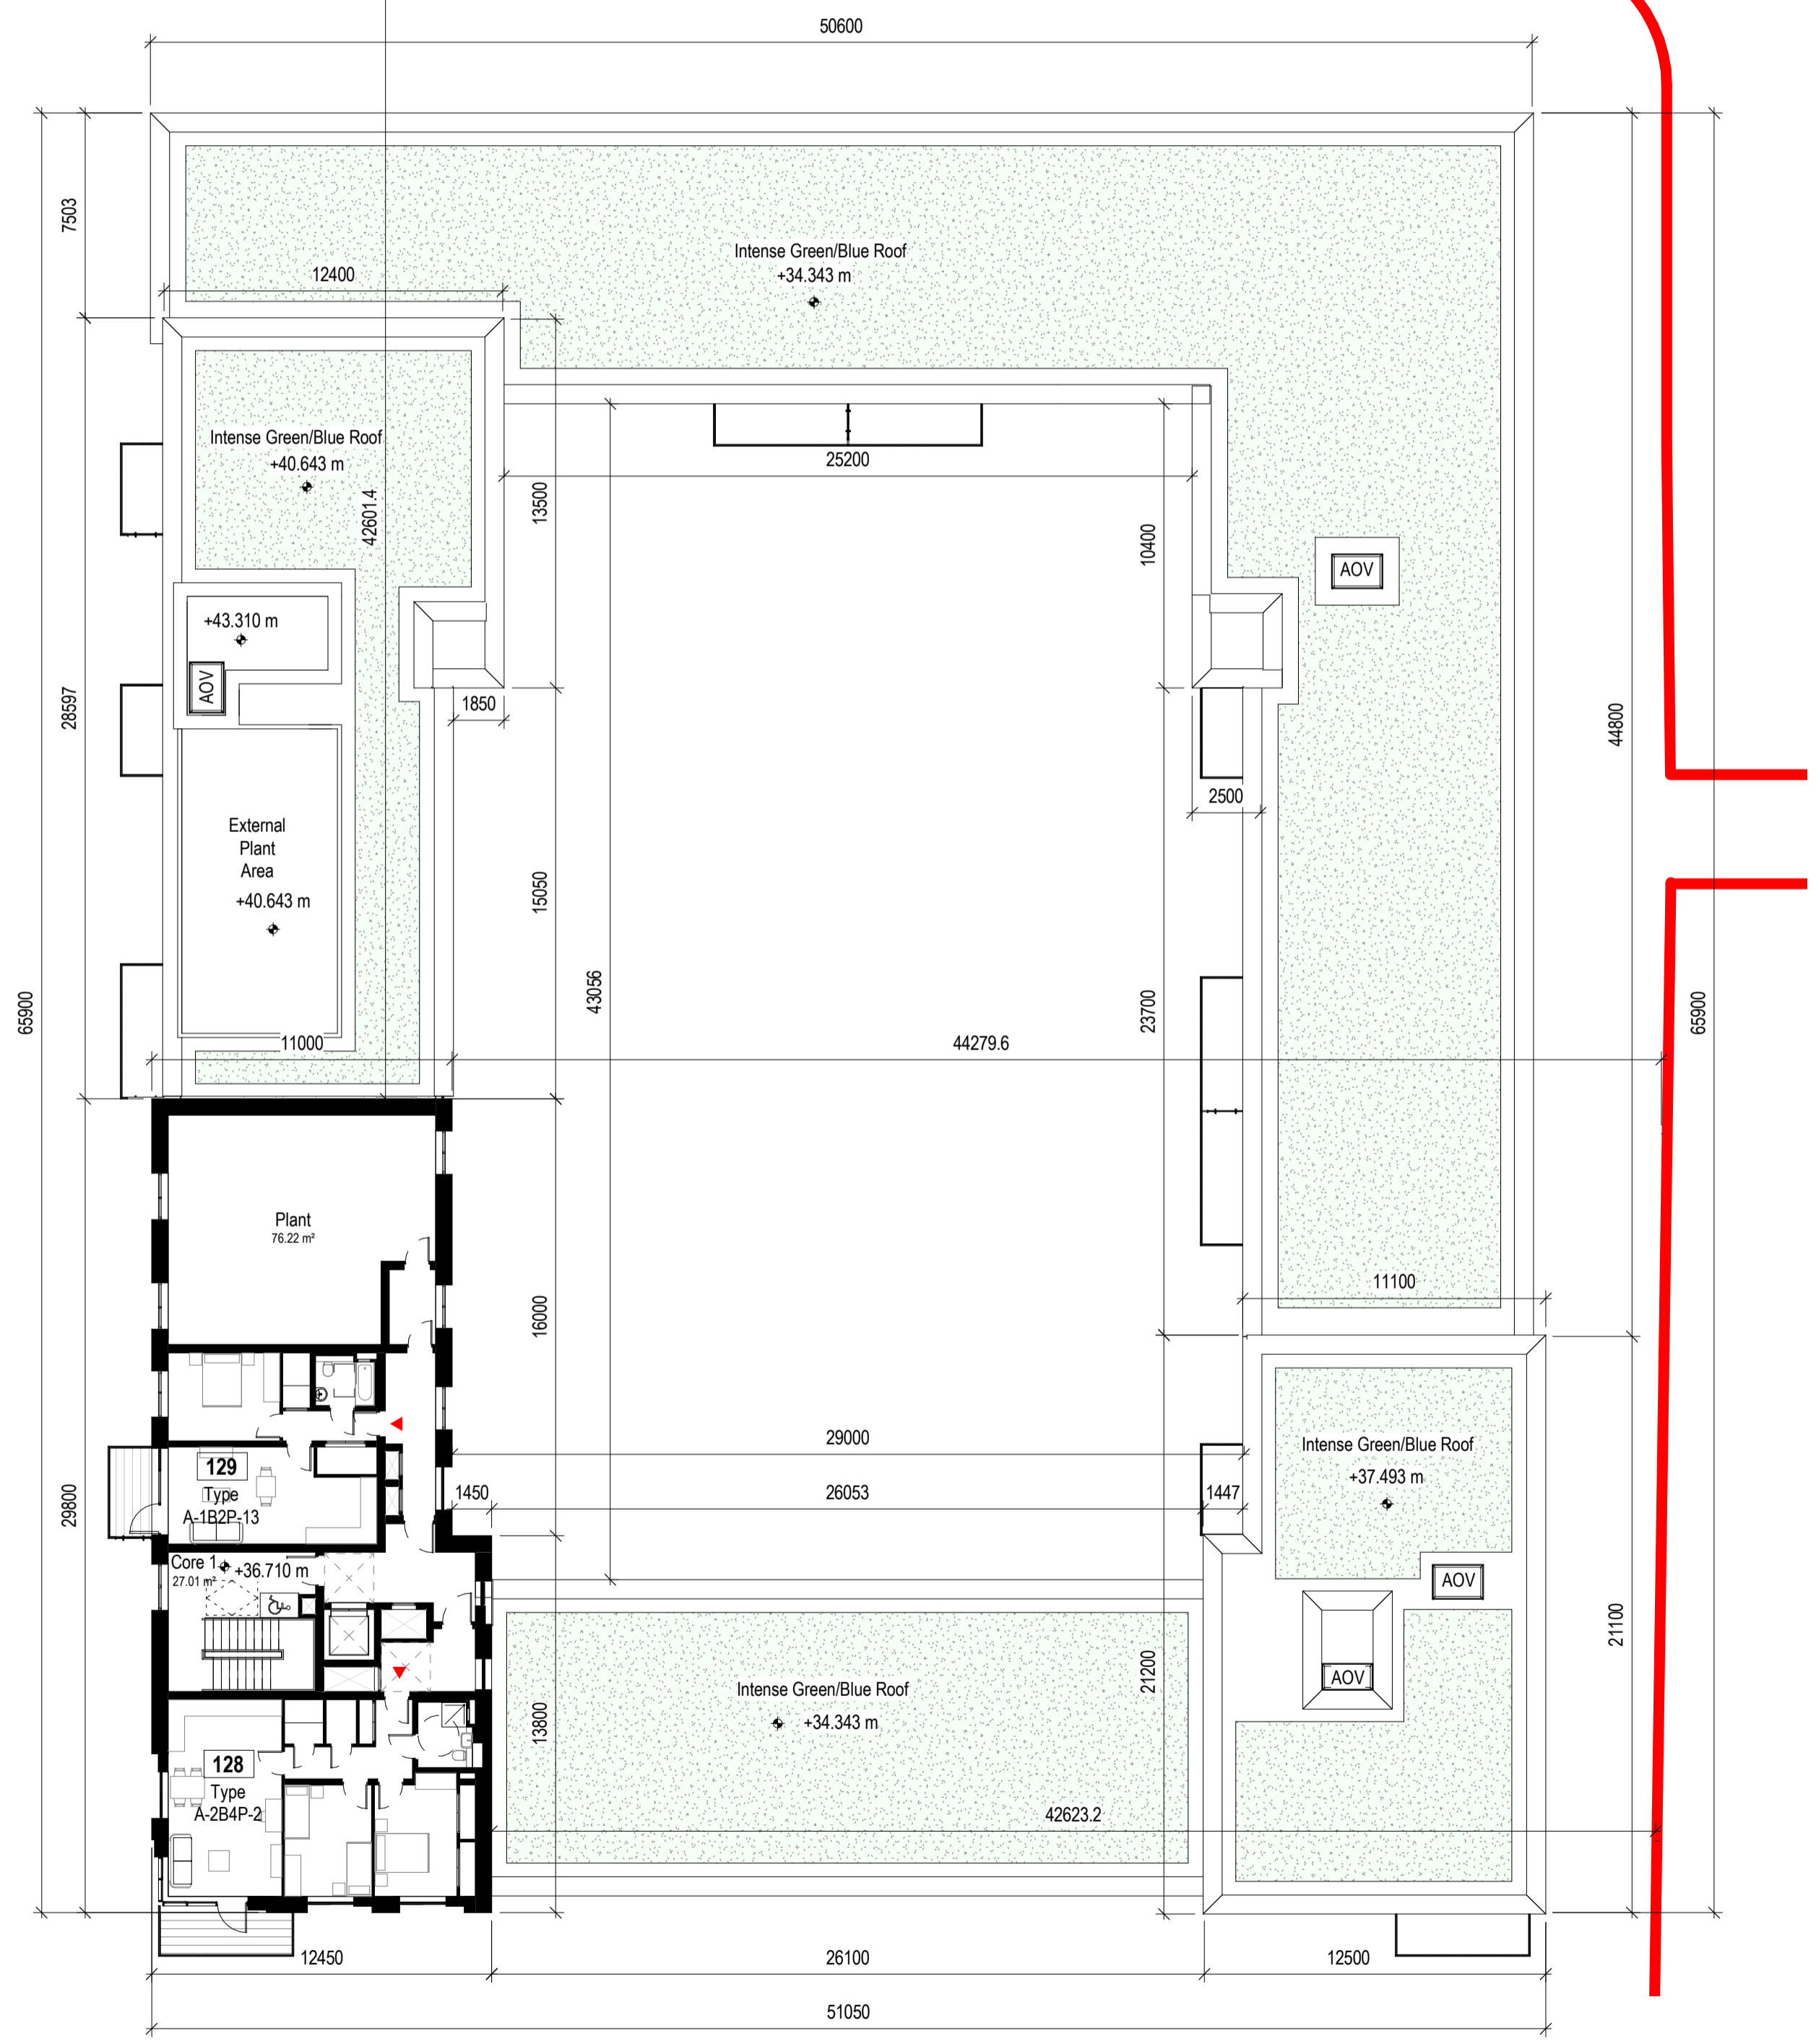 50600
7503
12400
Intense Green/Blue Roof
+34.343 m
Intense Green/Blue Roof
+40.643 m
42601.4
13500
25200
10400
AOV
+43.310 m
AOV
1850
28597
44800
2500
External
Plant
Area
+40.643 m
15050
43056
23700
65900
65900
11000
44279.6
Plant
76.22 m²
16000
11100
29000
Intense Green/Blue Roof
+37.493 m
129
Type
A-1B2P-13
1450
26053
1447
29800
Core 1
27.01 m²
+36.710 m
AOV
21100
21200
AOV
Intense Green/Blue Roof
+34.343 m
13800
128
Type
A-2B4P-2
42623.2
12450
26100
12500
51050